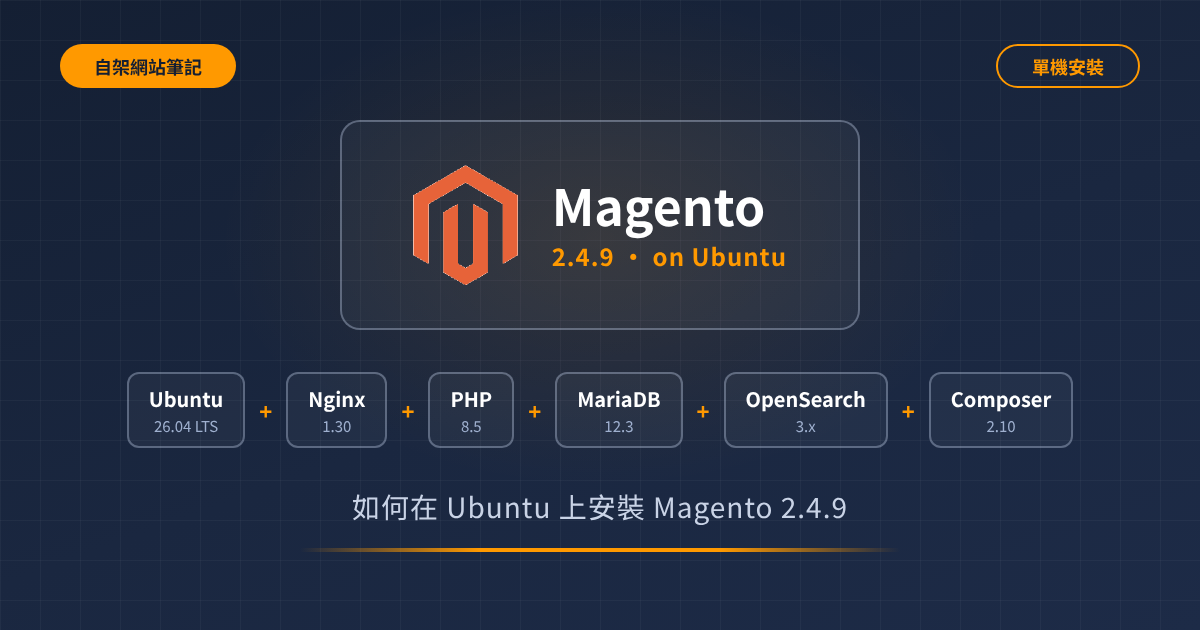 自架網站筆記
單機安裝
Magento
2.4.9 • on Ubuntu
Ubuntu + Nginx + PHP + MariaDB + OpenSearch + Composer
26.04 LTS 1.30 8.5 12.3 3.x 2.10
如何在 Ubuntu 上安裝 Magento 2.4.9